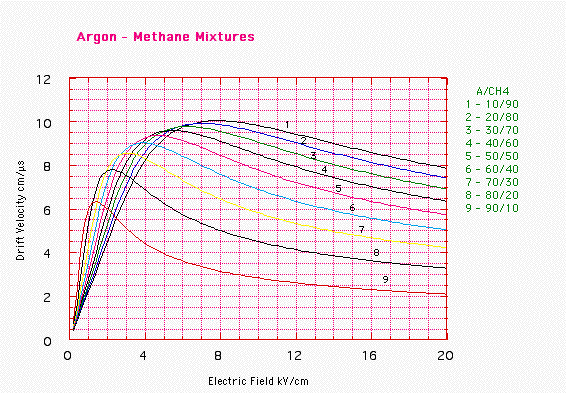 Argon - Methane Mixtures
12
10
8
6
4
2
0
Drift Velocity cm/µs
1
2
3
4
5
6
7
8
9
0 4 8 12 16 20
Electric Field kV/cm
A/CH4
1 - 10/90
2 - 20/80
3 - 30/70
4 - 40/60
5 - 50/50
6 - 60/40
7 - 70/30
8 - 80/20
9 - 90/10